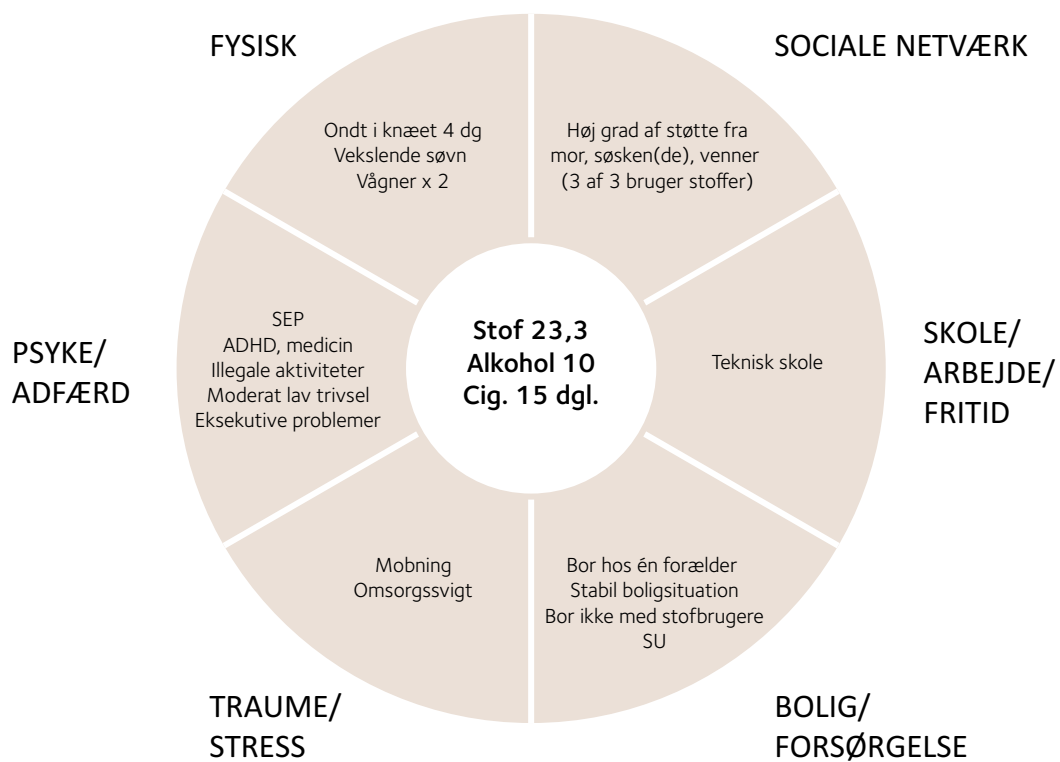 FYSISK
SOCIALE NETVÆRK
Ondt i knæet 4 dg
Vekslende søvn
Vågner x 2
Høj grad af støtte fra
mor, søsken(de), venner
(3 af 3 bruger stoffer)
PSYKE/
ADFÆRD
SEP
ADHD, medicin
Illegale aktiviteter
Moderat lav trivsel
Eksekutive problemer
Stof 23,3
Alkohol 10
Cig. 15 dgl.
Teknisk skole
SKOLE/
ARBEJDE/
FRITID
Mobning
Omsorgssvigt
Bor hos én forælder
Stabil boligsituation
Bor ikke med stofbrugere
SU
TRAUME/
STRESS
BOLIG/
FORSØRGELSE